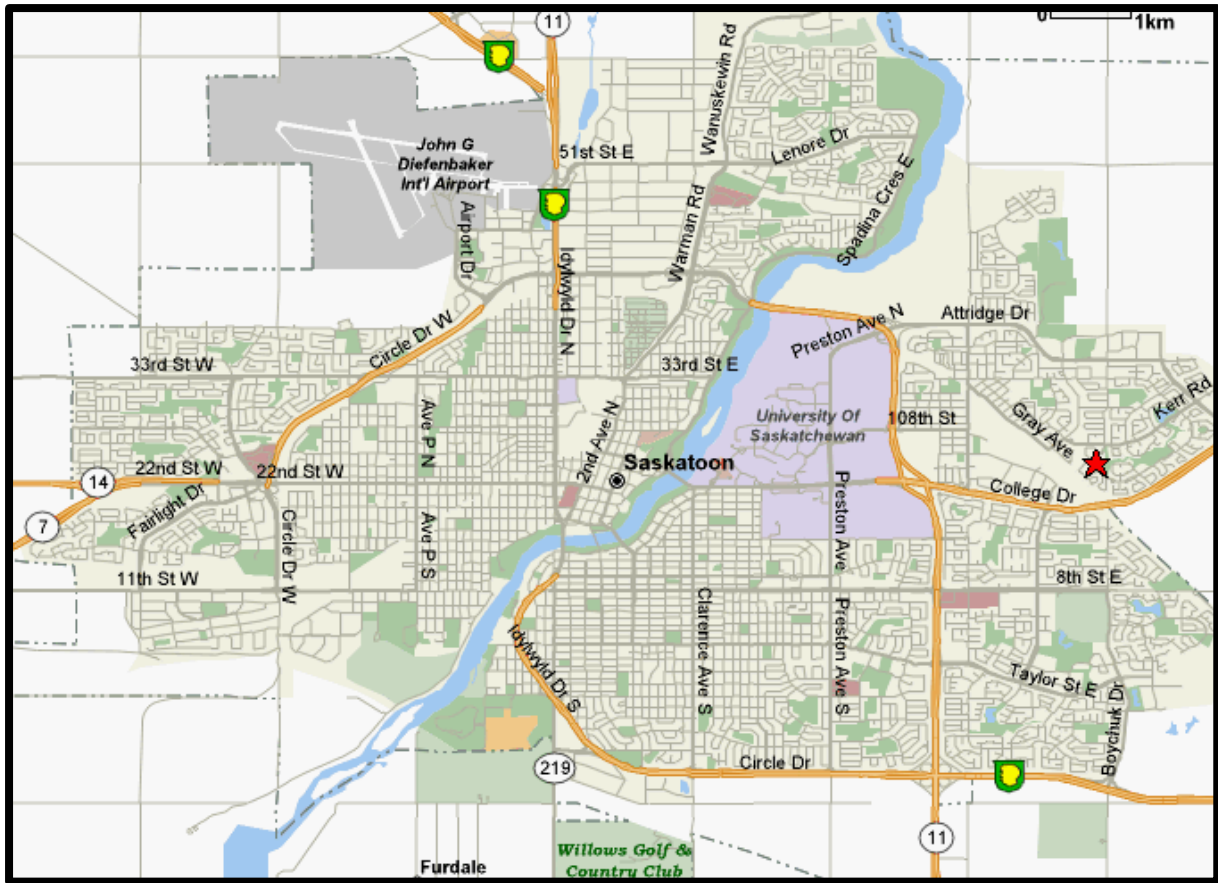 0
1km
11
Wanuskewin Rd
Lenore Dr
51st St E
John G
Diefenbaker
Int'l Airport
Spadina Cres E
Warman Rd
Airport Dr
Idylwyld Dr N
Attridge Dr
Preston Ave N
Circle Dr W
33rd St W
33rd St E
Kerr Rd
Gray Ave
University Of
Saskatchewan
108th St
Ave P N
2nd Ave N
Saskatoon
22nd St W
22nd St W
14
College Dr
Fairlight Dr
Preston Ave
7
Circle Dr W
Ave P S
11th St W
8th St E
Clarence Ave S
Preston Ave S
Idylwyld Dr S
Taylor St E
Boychuk Dr
219
Circle Dr
11
Willows Golf &
Country Club
Furdale